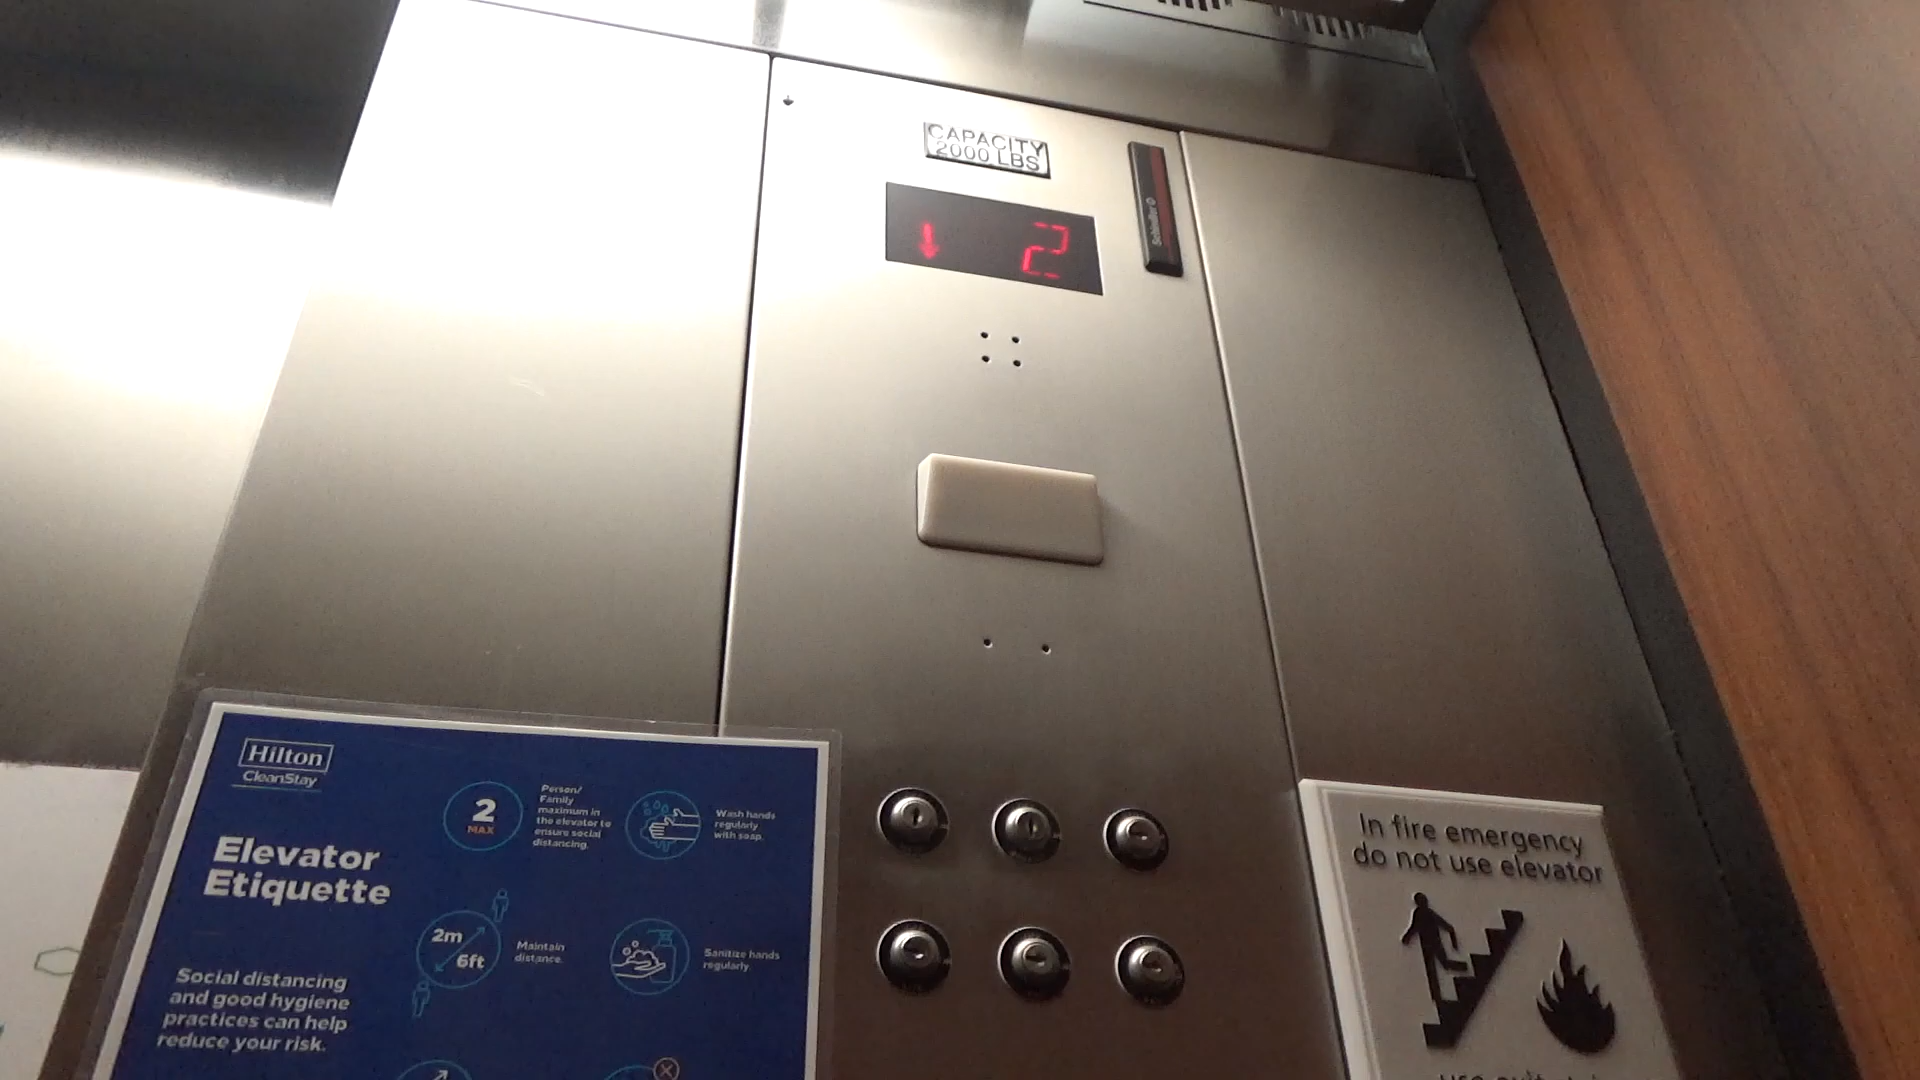 CAPACITY
2000 LBS
2
Schindler
Hilton
CleanStay
Elevator
Etiquette
Social distancing
and good hygiene
practices can help
reduce your risk.
2
MAX
Person/
Family
maximum in
the elevator to
ensure social
distancing.
Wash hands
regularly
with soap.
2m
6ft
Maintain
distance.
Sanitize hands
regularly.
In fire emergency
do not use elevator